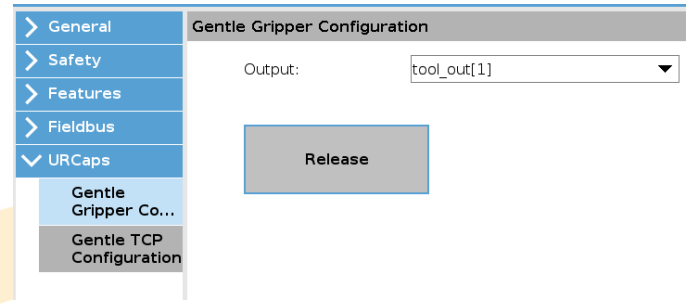 General
Safety
Features
Fieldbus
URCaps
Gentle
Gripper Co...
Gentle TCP
Configuration
Gentle Gripper Configuration
Output:
tool_out[1]
Release